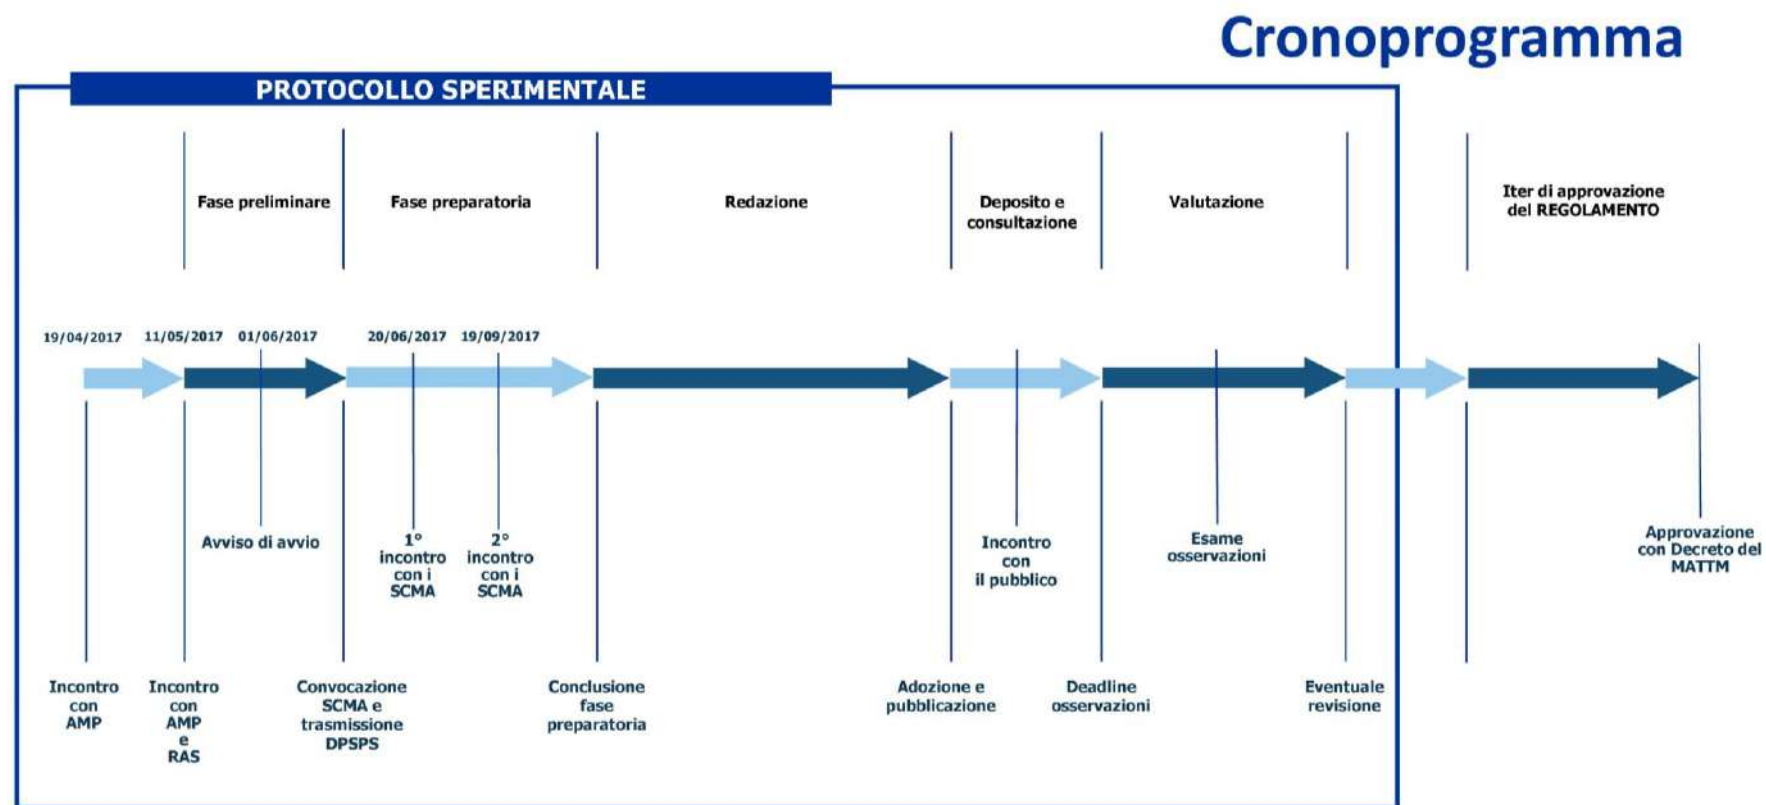 Cronoprogramma
PROTOCOLLO SPERIMENTALE
Fase preliminare
Fase preparatoria
Redazione
Deposito e
consultazione
Valutazione
Iter di approvazione
del REGOLAMENTO
19/04/2017
11/05/2017
01/06/2017
20/06/2017
19/09/2017
Avviso di avvio
1°
incontro
con i
SCMA
2°
incontro
con i
SCMA
Incontro
con
il pubblico
Esame
osservazioni
Approvazione
con Decreto del
MATTM
Incontro
con
AMP
Incontro
con
AMP
e
RAS
Convocazione
SCMA e
trasmissione
DPSPS
Conclusione
fase
preparatoria
Adozione e
pubblicazione
Deadline
osservazioni
Eventuale
revisione